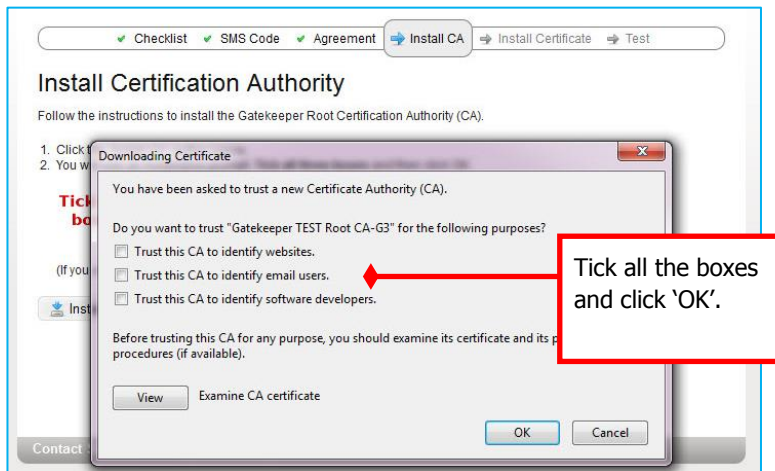 Checklist SMS Code Agreement Install CA Install Certificate Test
Install Certification Authority
Follow the instructions to install the Gatekeeper Root Certification Authority (CA).
1. Click
2. You
Downloading Certificate
You have been asked to trust a new Certificate Authority (CA).
Do you want to trust "Gatekeeper TEST Root CA-G3" for the following purposes?
Trust this CA to identify websites.
Trust this CA to identify email users.
Trust this CA to identify software developers.
Tick
(If you
Tick all the boxes
and click ‘OK’.
Before trusting this CA for any purpose, you should examine its certificate and its
procedures (if available).
View Examine CA certificate
OK Cancel
Contact